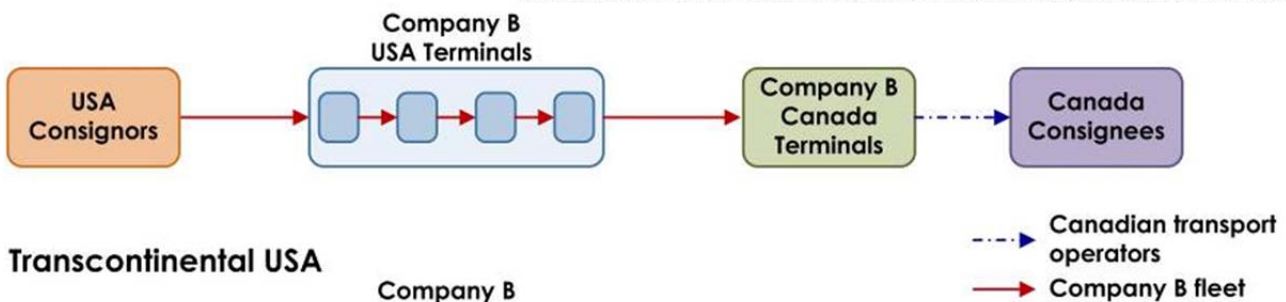 Company B
USA Terminals
USA
Consignors
Company B
Canada
Terminals
Canada
Consignees
Canadian transport
operators
Company B fleet
Transcontinental USA
Company B